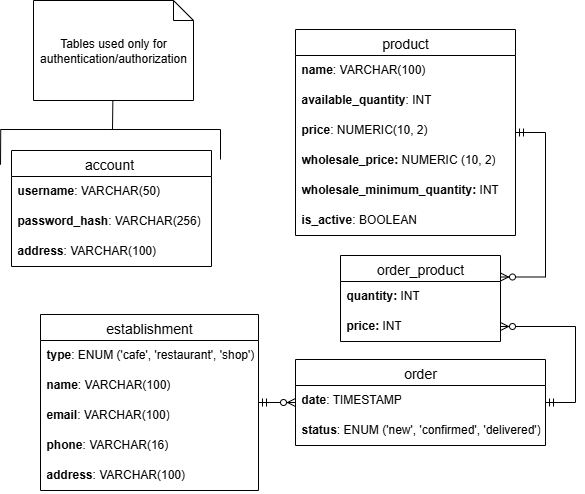 Tables used only for
authentication/authorization
account
username: VARCHAR(50)
password_hash: VARCHAR(256)
address: VARCHAR(100)
product
name: VARCHAR(100)
available_quantity: INT
price: NUMERIC(10, 2)
wholesale_price: NUMERIC (10, 2)
wholesale_minimum_quantity: INT
is_active: BOOLEAN
order_product
quantity: INT
price: INT
establishment
type: ENUM ('cafe', 'restaurant', 'shop')
name: VARCHAR(100)
email: VARCHAR(100)
phone: VARCHAR(16)
address: VARCHAR(100)
order
date: TIMESTAMP
status: ENUM ('new', 'confirmed', 'delivered')